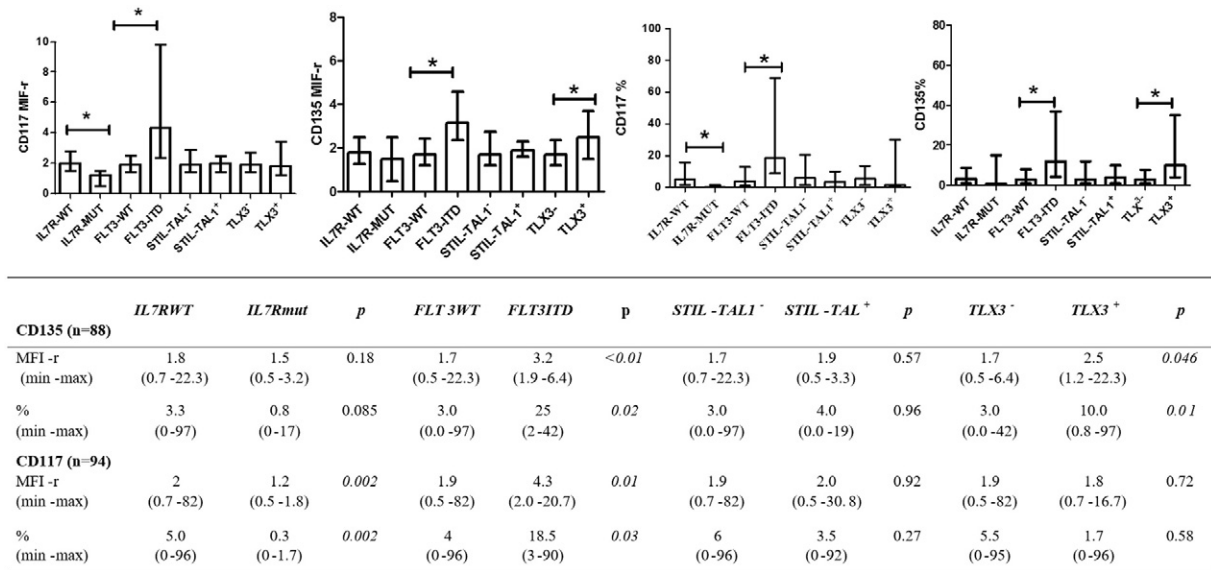 CD117 MIF-r
10
8
6
4
2
0
*
*
IL7R-WT
IL7R-MUT
FLT3-WT
FLT3-ITD
STIL-TAL1-
STIL-TAL1+
TLX3-
TLX3+
CD135 MIF-r
8
6
4
2
0
*
*
IL7R-WT
IL7R-MUT
FLT3-WT
FLT3-ITD
STIL-TAL1-
STIL-TAL1+
TLX3-
TLX3+
CD117 %
100
80
60
40
20
0
*
*
IL7R-WT
IL7R-MUT
FLT3-WT
FLT3-ITD
STIL-TAL1-
STIL-TAL1+
TLX3-
TLX3+
CD135%
80
60
40
20
0
*
*
IL7R-WT
IL7R-MUT
FLT3-WT
FLT3-ITD
STIL-TAL1-
STIL-TAL1+
TLX3-
TLX3+
IL7RWT IL7Rmut p FLT 3WT FLT3ITD p STIL -TAL1 - STIL -TAL + p TLX3 - TLX3 + p
CD135 (n=88)
MFI -r 1.8 1.5 0.18 1.7 3.2 <0.01 1.7 1.9 0.57 1.7 2.5 0.046
(min -max) (0.7 -22.3) (0.5 -3.2) (0.5 -22.3) (1.9 -6.4) (0.7 -22.3) (0.5 -3.3) (0.5 -6.4) (1.2 -22.3)
% 3.3 0.8 0.085 3.0 25 0.02 3.0 4.0 0.96 3.0 10.0 0.01
(min -max) (0-97) (0-17) (0.0 -97) (2-42) (0.0 -97) (0.0 -19) (0.0 -42) (0.8 -97)
CD117 (n=94)
MFI -r 2 1.2 0.002 1.9 4.3 0.01 1.9 2.0 0.92 1.9 1.8 0.72
(min -max) (0.7 -82) (0.5 -1.8) (0.5 -82) (2.0 -20.7) (0.7 -82) (0.5 -30. 8) (0.5 -82) (0.7 -16.7)
% 5.0 0.3 0.002 4 18.5 0.03 6 3.5 0.27 5.5 1.7 0.58
(min -max) (0 -96) (0 -1.7) (0 -96) (3 -90) (0 -96) (0 -92) (0 -95) (0 -96)